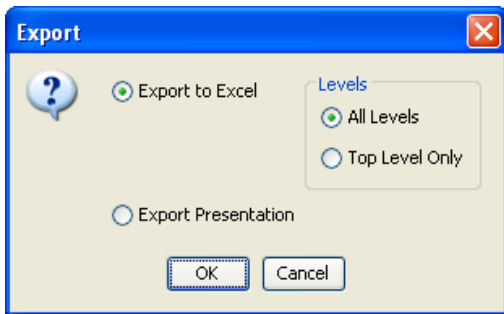 Export
Export to Excel
Levels
All Levels
Top Level Only
Export Presentation
OK
Cancel